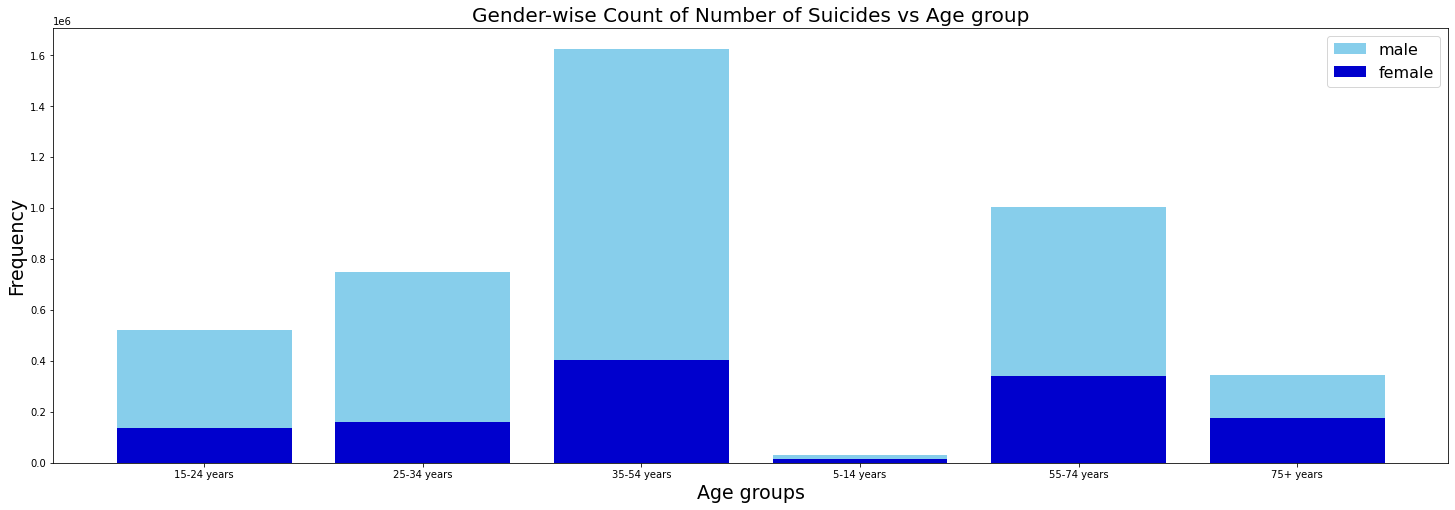 Gender-wise Count of Number of Suicides vs Age group
1e6
1.6
1.4
1.2
1.0
0.8
0.6
0.4
0.2
0.0
Frequency
male
female
15-24 years
25-34 years
35-54 years
5-14 years
55-74 years
75+ years
Age groups